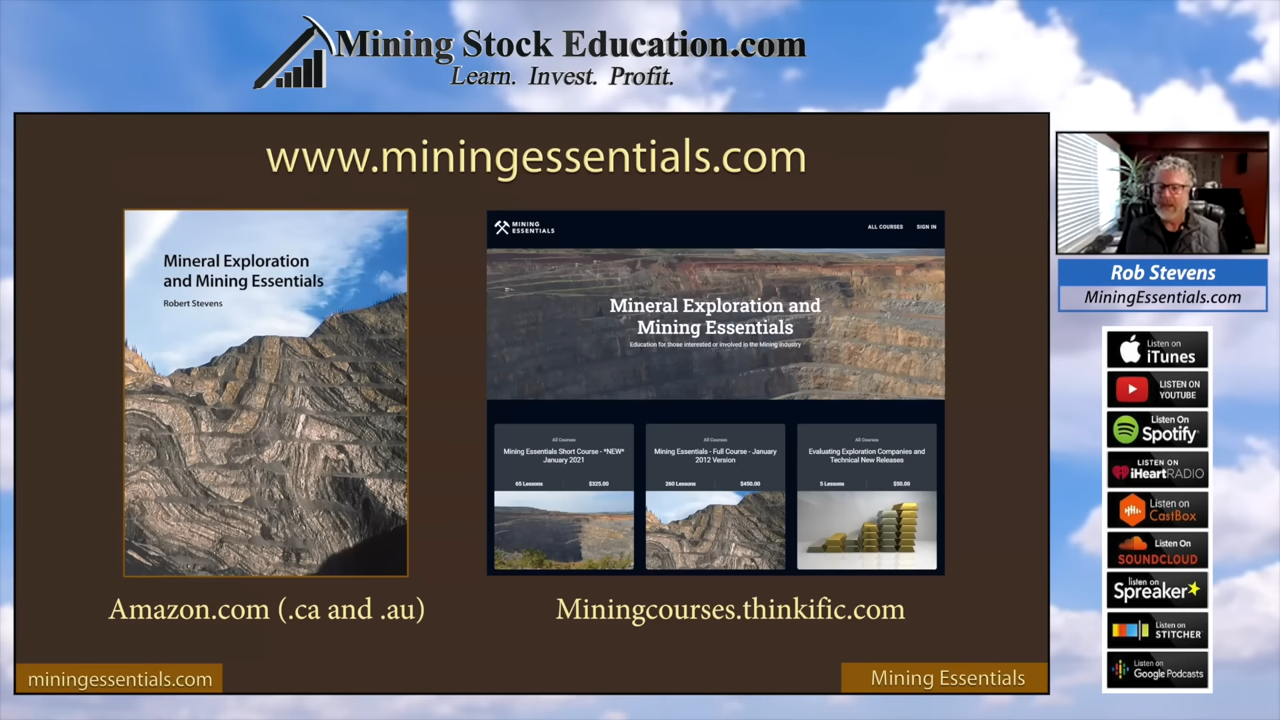 Mining Stock Education.com
Learn. Invest. Profit.
www.miningessentials.com
Mineral Exploration
and Mining Essentials
Robert Stevens
MINING
ESSENTIALS
ALL COURSES
SIGN IN
Mineral Exploration and
Mining Essentials
Education for those interested or involved in the Mining industry
All Courses
Mining Essentials Short Course - *NEW*
January 2021
65 Lessons
$325.00
All Courses
Mining Essentials - Full Course - January
2012 Version
260 Lessons
$450.00
All Courses
Evaluating Exploration Companies and
Technical New Releases
5 Lessons
$50.00
Amazon.com (.ca and .au)
Miningcourses.thinkific.com
miningessentials.com
Mining Essentials
Rob Stevens
MiningEssentials.com
Listen on
iTunes
LISTEN ON
YOUTUBE
Listen On
Spotify
LISTEN ON
iHeartRADIO
Listen on
CastBox
Listen On
SOUNDCLOUD
listen on
Spreaker
Listen on
STITCHER
Listen on
Google Podcasts